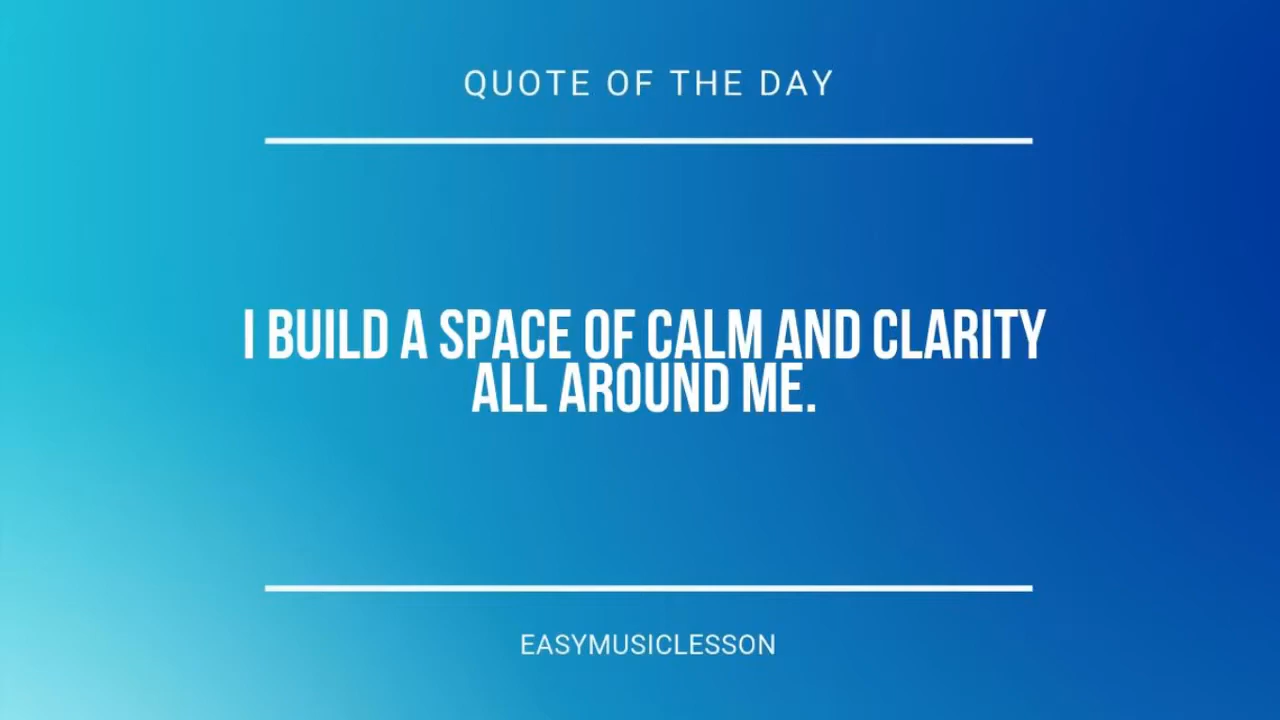 QUOTE OF THE DAY
I BUILD A SPACE OF CALM AND CLARITY
ALL AROUND ME.
EASYMUSICLESSON